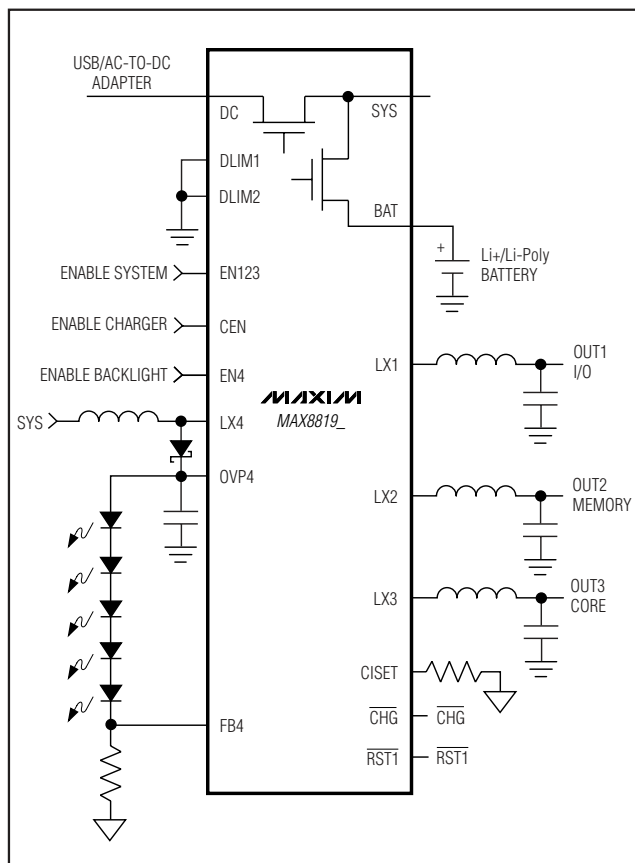 USB/AC-TO-DC
ADAPTER
DC
SYS
DLIM1
DLIM2
BAT
+
Li+/Li-Poly
BATTERY
ENABLE SYSTEM
EN123
ENABLE CHARGER
CEN
ENABLE BACKLIGHT
EN4
LX1
OUT1
I/O
MAXIM
MAX8819_
SYS
LX4
OVP4
LX2
OUT2
MEMORY
LX3
OUT3
CORE
CISET
CHG
CHG
FB4
RST1
RST1